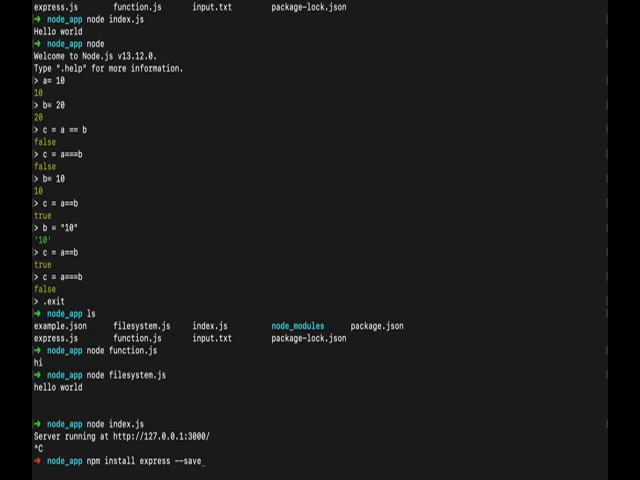 express.js function.js input.txt package-lock.json
➜ node_app node index.js
Hello world
➜ node_app node
Welcome to Node.js v13.12.0.
Type ".help" for more information.
> a= 10
10
> b= 20
20
> c = a == b
false
> c = a===b
false
> b= 10
10
> c = a==b
true
> b = "10"
'10'
> c = a==b
true
> c = a===b
false
> .exit
➜ node_app ls
example.json filesystem.js index.js node_modules package.json
express.js function.js input.txt package-lock.json
➜ node_app node function.js
hi
➜ node_app node filesystem.js
hello world
➜ node_app node index.js
Server running at http://127.0.0.1:3000/
^C
➜ node_app npm install express --save_